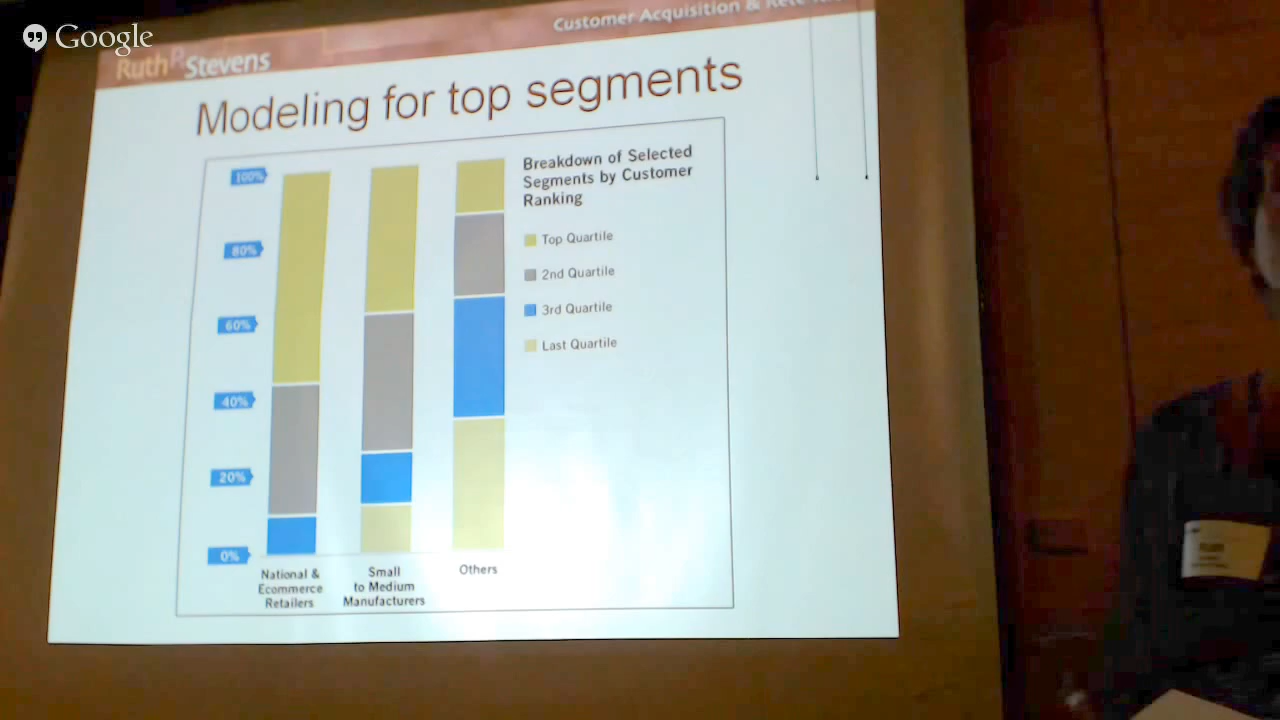 Google
Customer Acquisition &
Ruth P. Stevens
Modeling for top segments
Breakdown of Selected
Segments by Customer
Ranking
Top Quartile
2nd Quartile
3rd Quartile
Last Quartile
100%
80%
60%
40%
20%
0%
National &
Ecommerce
Retailers
Small
to Medium
Manufacturers
Others